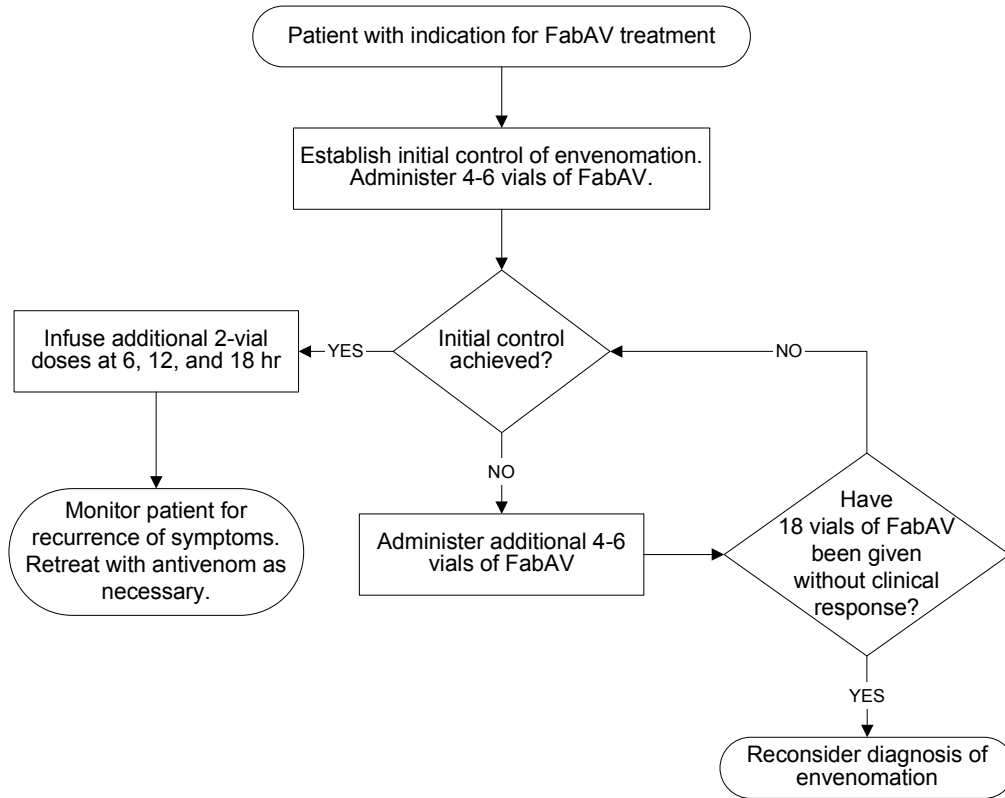 Patient with indication for FabAV treatment
Establish initial control of envenomation.
Administer 4-6 vials of FabAV.
Initial control
achieved?
YES
Infuse additional 2-vial
doses at 6, 12, and 18 hr
Monitor patient for
recurrence of symptoms.
Retreat with antivenom as
necessary.
NO
Administer additional 4-6
vials of FabAV
Have
18 vials of FabAV
been given
without clinical
response?
NO
YES
Reconsider diagnosis of
envenomation